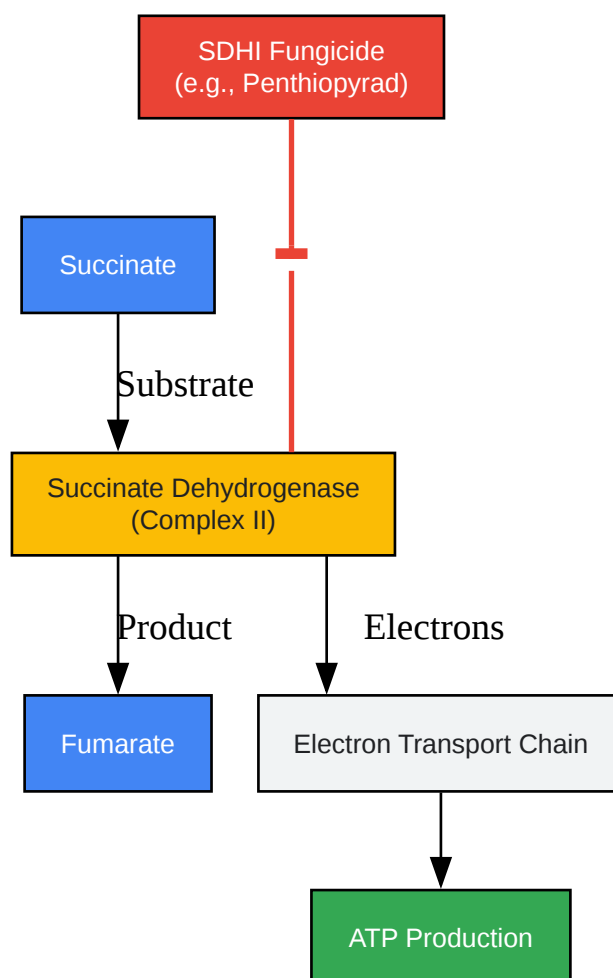 SDHI Fungicide
(e.g., Penthiopyrad)
Succinate
Substrate
Succinate Dehydrogenase
(Complex II)
Product
Electrons
Fumarate
Electron Transport Chain
ATP Production